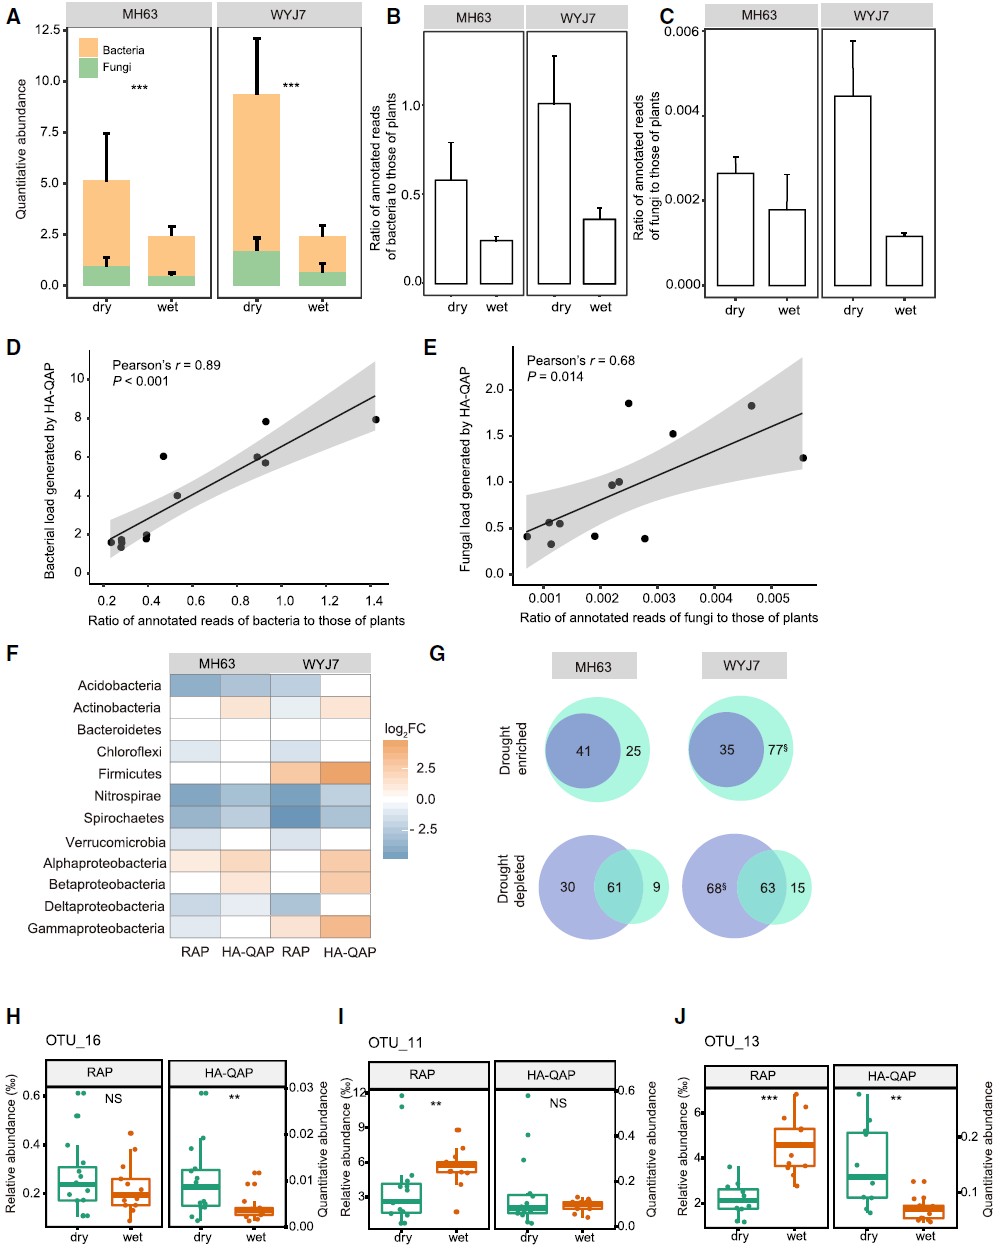 A
MH63
WYJ7
Quantitative abundance
12.5
10.0
7.5
5.0
2.5
0.0
Bacteria
Fungi
***
***
dry
wet
dry
wet
B
MH63
WYJ7
Ratio of annotated reads
of bacteria to those of plants
1.0
0.5
0.0
dry
wet
dry
wet
C
MH63
WYJ7
Ratio of annotated reads
of fungi to those of plants
0.006
0.004
0.002
0.000
dry
wet
dry
wet
D
Pearson's r = 0.89
P < 0.001
Bacterial load generated by HA-QAP
10
8
6
4
2
0
0.2 0.4 0.6 0.8 1.0 1.2 1.4
Ratio of annotated reads of bacteria to those of plants
E
Pearson's r = 0.68
P = 0.014
Fungal load generated by HA-QAP
2.0
1.5
1.0
0.5
0.0
0.001 0.002 0.003 0.004 0.005
Ratio of annotated reads of fungi to those of plants
F
MH63
WYJ7
Acidobacteria
Actinobacteria
Bacteroidetes
Chloroflexi
Firmicutes
Nitrospirae
Spirochaetes
Verrucomicrobia
Alphaproteobacteria
Betaproteobacteria
Deltaproteobacteria
Gammaproteobacteria
RAP HA-QAP RAP HA-QAP
log2FC
2.5
0.0
- 2.5
G
MH63
WYJ7
Drought
enriched
41 25
35 77§
Drought
depleted
30 61 9
68§ 63 15
H
OTU_16
RAP
HA-QAP
NS
**
Relative abundance (‰)
0.6
0.4
0.2
0.03
0.02
0.01
0.00
Quantitative abundance
dry
wet
dry
wet
I
OTU_11
RAP
HA-QAP
**
NS
Relative abundance (‰)
12
9
6
3
0.6
0.4
0.2
0.0
Quantitative abundance
dry
wet
dry
wet
J
OTU_13
RAP
HA-QAP
***
**
Relative abundance (‰)
6
4
2
0.2
0.1
Quantitative abundance
dry
wet
dry
wet